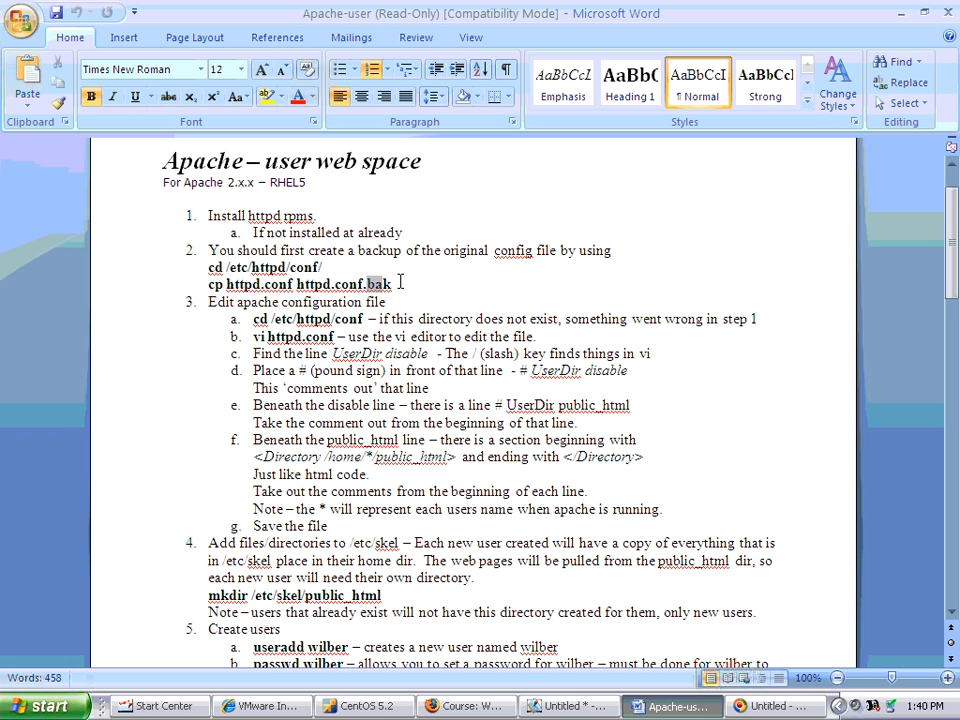 Apache-user (Read-Only) [Compatibility Mode] - Microsoft Word
Home Insert Page Layout References Mailings Review View
Times New Roman 12
Paste
AaBbCcI AaBbC AaBbCcI AaBbCcI
Emphasis Heading 1 ¶ Normal Strong
Change Styles
Find
Replace
Select
Clipboard Font Paragraph Styles Editing
Apache – user web space
For Apache 2.x.x – RHEL5
1. Install httpd rpms.
a. If not installed at already
2. You should first create a backup of the original config file by using
cd /etc/httpd/conf/
cp httpd.conf httpd.conf.bak
3. Edit apache configuration file
a. cd /etc/httpd/conf – if this directory does not exist, something went wrong in step 1
b. vi httpd.conf – use the vi editor to edit the file.
c. Find the line UserDir disable - The / (slash) key finds things in vi
d. Place a # (pound sign) in front of that line - # UserDir disable
This ‘comments out’ that line
e. Beneath the disable line – there is a line # UserDir public_html
Take the comment out from the beginning of that line.
f. Beneath the public_html line – there is a section beginning with
<Directory /home/*/public_html> and ending with </Directory>
Just like html code.
Take out the comments from the beginning of each line.
Note – the * will represent each users name when apache is running.
g. Save the file
4. Add files/directories to /etc/skel – Each new user created will have a copy of everything that is
in /etc/skel place in their home dir. The web pages will be pulled from the public_html dir, so
each new user will need their own directory.
mkdir /etc/skel/public_html
Note – users that already exist will not have this directory created for them, only new users.
5. Create users
a. useradd wilber – creates a new user named wilber
b. passwd wilber – allows you to set a password for wilber – must be done for wilber to
Words: 458 100%
start Start Center VMware In... CentOS 5.2 Course: W... Untitled * -... Apache-us... Untitled - ... 1:40 PM